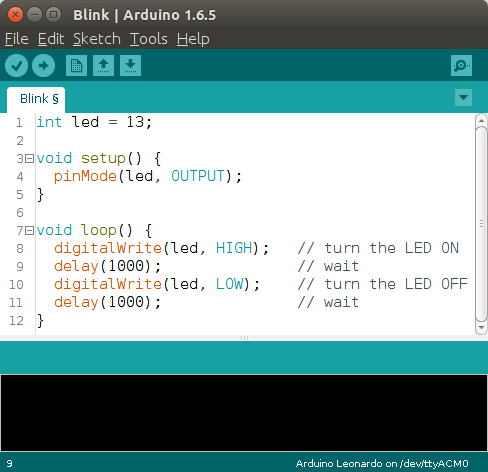 Blink | Arduino 1.6.5
File Edit Sketch Tools Help
Blink §
1 int led = 13;
2
3 void setup() {
4   pinMode(led, OUTPUT);
5 }
6
7 void loop() {
8   digitalWrite(led, HIGH);   // turn the LED ON
9   delay(1000);               // wait
10   digitalWrite(led, LOW);    // turn the LED OFF
11   delay(1000);               // wait
12 }
9 Arduino Leonardo on /dev/ttyACM0